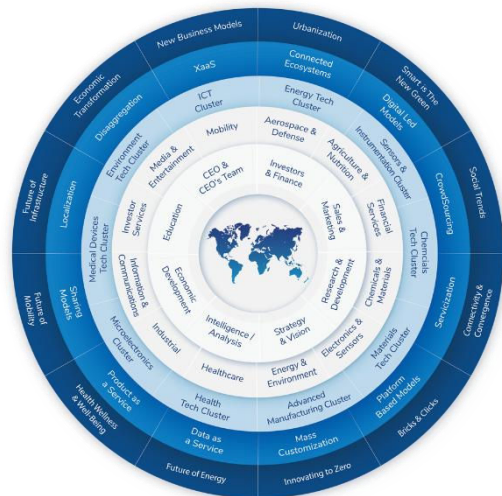 New Business Models
Urbanization
Smart is The
New Green
Social Trends
Connectivity &
Convergence
Bricks & Clicks
Innovating to Zero
Future of Energy
Health Wellness
& Well-Being
Future of
Mobility
Future of
Infrastructure
Economic
Transformation
XaaS
Connected
Ecosystems
Digital Led
Models
CrowdSourcing
Servicization
Platform
Based Models
Mass
Customization
Data as
a Service
Product as
a Service
Sharing
Models
Localization
Disaggregation
ICT
Cluster
Energy Tech
Cluster
Sensors &
Instrumentation Cluster
Chemcials
Tech Cluster
Materials
Tech Cluster
Advanced
Manufacturing Cluster
Health
Tech Cluster
Microelectronics
Cluster
Medical Devices
Tech Cluster
Environment
Tech Cluster
Mobility
Aerospace &
Defense
Agriculture &
Nutrition
Financial
Services
Chemicals &
Materials
Electronics &
Sensors
Energy &
Environment
Healthcare
Industrial
Information &
Communications
Investor
Services
Media &
Entertainment
CEO &
CEO's Team
Investors
& Finance
Sales &
Marketing
Research &
Development
Strategy
& Vision
Intelligence /
Analysis
Economic
Development
Education